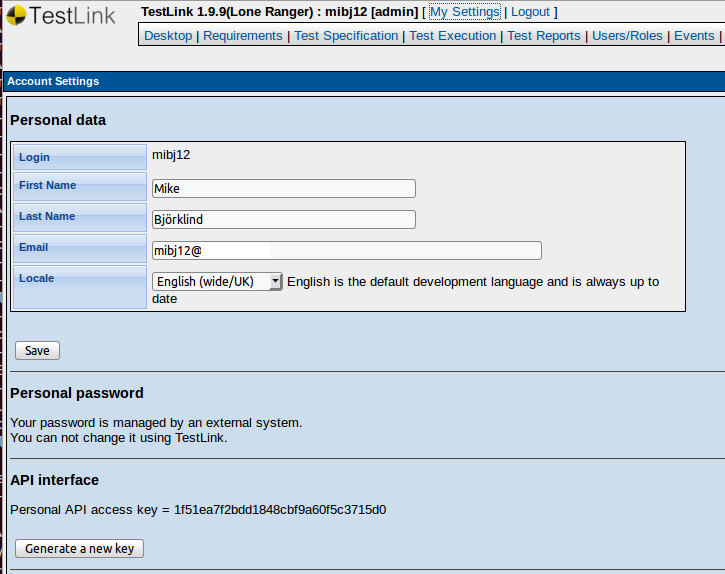 TestLink
TestLink 1.9.9(Lone Ranger) : mibj12 [admin] [ My Settings | Logout ]
Desktop | Requirements | Test Specification | Test Execution | Test Reports | Users/Roles | Events |
Account Settings
Personal data
Login mibj12
First Name Mike
Last Name Björklind
Email mibj12@
Locale English (wide/UK) English is the default development language and is always up to
date
Save
Personal password
Your password is managed by an external system.
You can not change it using TestLink.
API interface
Personal API access key = 1f51ea7f2bdd1848cbf9a60f5c3715d0
Generate a new key